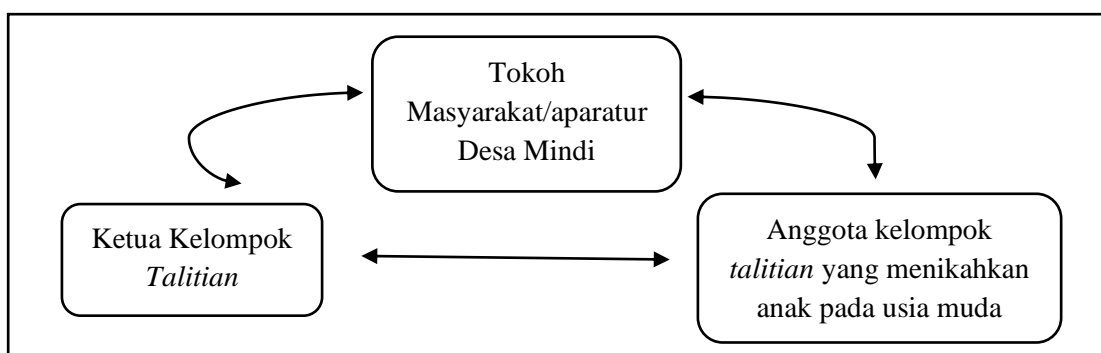 Tokoh
Masyarakat/aparatur
Desa Mindi
Ketua Kelompok
Talitian
Anggota kelompok
talitian yang menikahkan
anak pada usia muda